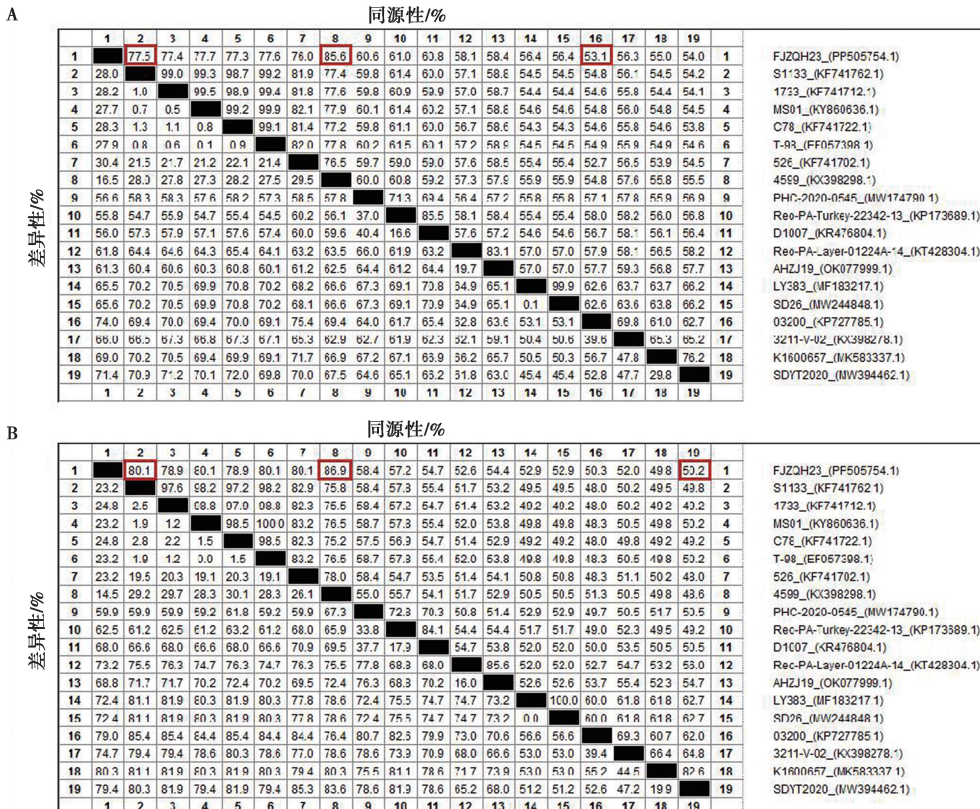 A 同源性/%
差异性/%
1 2 3 4 5 6 7 8 9 10 11 12 13 14 15 16 17 18 19
1 77.5 77.4 77.7 77.3 77.6 76.0 85.6 60.6 61.0 60.8 58.1 58.4 56.4 56.4 53.1 56.3 55.0 54.0 1 FJZQH23_(PP505754.1)
2 28.0 99.0 99.3 98.7 99.2 81.9 77.4 59.8 61.4 60.0 57.1 58.8 54.5 54.5 54.8 56.1 54.5 54.2 2 S1133_(KF741762.1)
3 28.2 1.0 99.5 98.9 99.4 81.8 77.6 59.8 60.9 59.9 57.0 58.7 54.4 54.4 54.6 55.8 54.4 54.1 3 1733_(KF741712.1)
4 27.7 0.7 0.5 99.2 99.9 82.1 77.9 60.1 61.4 60.2 57.1 58.8 54.6 54.6 54.8 56.0 54.8 54.5 4 MS01_(KY860636.1)
5 28.3 1.3 1.1 0.8 99.1 81.4 77.2 59.8 61.1 60.0 56.7 58.6 54.3 54.3 54.6 55.8 54.6 53.8 5 C78_(KF741722.1)
6 27.9 0.8 0.6 0.1 0.9 82.0 77.8 60.2 61.5 60.1 57.2 58.9 54.5 54.5 54.9 55.9 54.9 54.6 6 T-98_(EF057398.1)
7 30.4 21.5 21.7 21.2 22.1 21.4 76.5 59.7 59.0 59.0 57.6 58.5 55.4 55.4 52.7 56.5 53.9 54.5 7 526_(KF741702.1)
8 16.5 28.0 27.8 27.3 28.2 27.5 29.5 60.0 60.8 59.2 57.3 57.9 55.9 55.9 54.8 57.6 55.8 55.5 8 4599_(KX398298.1)
9 56.6 58.3 58.3 57.6 58.2 57.3 58.5 57.8 71.3 69.4 56.4 57.2 55.8 55.8 57.1 57.8 55.9 56.9 9 PHC-2020-0545_(MW174790.1)
10 55.8 54.7 55.9 54.7 55.4 54.5 60.2 56.1 37.0 85.5 58.1 58.4 55.4 55.4 58.0 58.2 56.0 56.8 10 Reo-PA-Turkey-22342-13_(KP173689.1)
11 56.0 57.3 57.9 57.1 57.6 57.4 60.0 59.6 40.4 16.6 57.6 57.2 54.6 54.6 56.7 58.1 56.1 56.4 11 D1007_(KR476804.1)
12 61.8 64.4 64.6 64.3 65.4 64.1 63.2 63.5 66.0 61.9 63.2 83.1 57.0 57.0 57.9 58.1 56.5 58.2 12 Reo-PA-Layer-01224A-14_(KT428304.1)
13 61.3 60.4 60.6 60.3 60.8 60.1 61.2 62.5 64.4 61.2 64.4 19.7 57.0 57.0 57.7 59.3 56.8 57.7 13 AHZJ19_(OK077999.1)
14 65.5 70.2 70.5 69.9 70.8 70.2 68.2 66.6 67.3 69.1 70.8 64.9 65.1 99.9 62.6 63.7 63.7 66.2 14 LY383_(MF183217.1)
15 65.6 70.2 70.5 69.9 70.8 70.2 68.1 66.6 67.3 69.1 70.9 64.9 65.1 0.1 62.6 63.6 63.8 66.2 15 SD26_(MW244848.1)
16 74.0 69.4 70.0 69.4 70.0 69.1 75.4 69.4 64.0 61.7 65.4 62.8 63.6 53.1 53.1 69.8 61.0 62.7 16 03200_(KP727785.1)
17 66.0 66.5 67.3 66.8 67.3 67.1 65.3 62.9 62.7 61.9 62.3 62.1 59.1 50.4 50.6 39.6 65.3 65.2 17 3211-V-02_(KX398278.1)
18 69.0 70.2 70.5 69.4 69.9 69.1 71.7 66.9 67.2 67.1 66.9 66.2 65.7 50.5 50.3 56.7 47.8 76.2 18 K1600657_(MK583337.1)
19 71.4 70.9 71.2 70.1 72.0 69.8 70.0 67.5 64.6 65.1 66.2 61.8 63.0 45.4 45.4 52.8 47.7 29.8 19 SDYT2020_(MW394462.1)
1 2 3 4 5 6 7 8 9 10 11 12 13 14 15 16 17 18 19
B 同源性/%
差异性/%
1 2 3 4 5 6 7 8 9 10 11 12 13 14 15 16 17 18 19
1 80.1 78.9 80.1 78.9 80.1 80.1 86.9 58.4 57.2 54.7 52.6 54.4 52.9 52.9 50.3 52.0 49.8 50.2 1 FJZQH23_(PF505754.1)
2 23.2 97.6 98.2 97.2 98.2 82.9 75.8 58.4 57.3 55.4 51.7 53.2 49.5 49.5 48.0 50.2 49.5 49.8 2 S1133_(KF741762.1)
3 24.8 2.5 98.8 97.0 98.8 82.3 75.5 58.4 57.2 54.7 51.4 53.2 49.2 49.2 48.0 50.2 49.2 49.2 3 1733_(KF741712.1)
4 23.2 1.9 1.2 98.5 100.0 83.2 76.5 58.7 57.8 55.4 52.0 53.8 49.8 49.8 48.3 50.5 49.8 50.2 4 MS01_(KY860636.1)
5 24.8 2.8 2.2 1.5 98.5 82.3 75.2 57.5 56.9 54.7 51.4 52.9 49.2 49.2 48.0 49.8 49.2 49.2 5 C78_(KF741722.1)
6 23.2 1.9 1.2 0.0 1.5 83.2 76.5 58.7 57.8 55.4 52.0 53.8 49.8 49.8 48.3 50.5 49.8 50.2 6 T-98_(EF057398.1)
7 23.2 19.5 20.3 19.1 20.3 19.1 78.0 58.4 54.7 53.5 51.4 54.1 50.8 50.8 48.3 51.1 50.2 48.0 7 526_(KF741702.1)
8 14.5 29.2 29.7 28.3 30.1 28.3 26.1 55.0 55.7 54.1 51.7 52.9 50.5 50.5 51.3 50.5 49.8 48.6 8 4599_(KX398298.1)
9 59.9 59.9 59.9 59.2 61.8 59.2 59.9 67.3 72.3 70.3 50.8 51.4 52.9 52.9 49.7 50.5 51.7 50.5 9 PHC-2020-0545_(MW174790.1)
10 62.5 61.2 62.5 61.2 63.2 61.2 68.0 65.9 33.8 84.1 54.4 54.4 51.7 51.7 49.0 52.3 49.5 49.2 10 Rec-PA-Turkey-22342-13_(KP173689.1)
11 68.0 66.6 68.0 66.6 68.0 66.6 70.9 69.5 37.7 17.9 54.7 53.8 52.0 52.0 50.0 53.5 50.5 50.5 11 D1007_(KR476804.1)
12 73.2 75.5 76.3 74.7 76.3 74.7 76.3 75.5 77.8 68.8 68.0 85.6 52.0 52.0 52.7 54.7 53.2 56.0 12 Rec-PA-Layer-01224A-14_(KT428304.1)
13 68.8 71.7 71.7 70.2 72.4 70.2 69.5 72.4 76.3 68.8 70.2 16.0 52.6 52.6 53.7 55.4 52.3 54.7 13 AHZJ19_(OK077999.1)
14 72.4 81.1 81.9 80.3 81.9 80.3 77.8 78.6 72.4 75.5 74.7 74.7 73.2 100.0 60.0 61.8 61.8 62.7 14 LY383_(MF183217.1)
15 72.4 81.1 81.9 80.3 81.9 80.3 77.8 78.6 72.4 75.5 74.7 74.7 73.2 0.0 60.0 61.8 61.8 62.7 15 SD26_(MW244848.1)
16 79.0 85.4 85.4 84.4 85.4 84.4 84.4 76.4 80.7 82.6 79.9 73.0 70.6 56.6 56.6 69.3 60.7 62.0 16 03200_(KP727785.1)
17 74.7 79.4 79.4 78.6 80.3 78.6 77.0 78.6 78.6 73.9 70.9 68.0 66.6 53.0 53.0 39.4 66.4 64.8 17 3211-V-02_(KX398278.1)
18 80.3 81.1 81.9 80.3 81.9 80.3 79.4 80.3 75.5 81.1 78.6 71.7 73.9 53.0 53.0 55.2 44.5 82.6 18 K1600657_(MK583337.1)
19 79.4 80.3 81.9 79.4 81.9 79.4 85.3 83.6 78.6 81.9 78.6 65.2 68.0 51.2 51.2 52.6 47.2 19.9 19 SDYT2020_(MW394462.1)
1 2 3 4 5 6 7 8 9 10 11 12 13 14 15 16 17 18 19